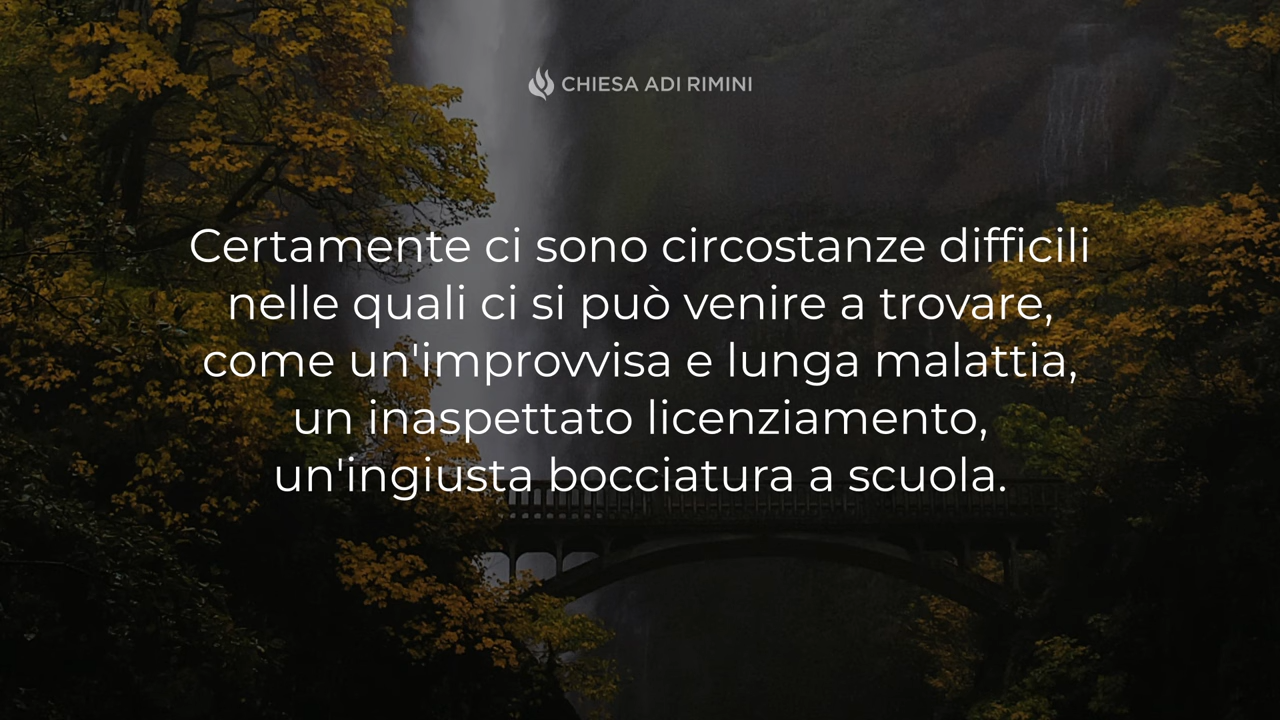 CHIESA ADI RIMINI
Certamente ci sono circostanze difficili
nelle quali ci si può venire a trovare,
come un'improvvisa e lunga malattia,
un inaspettato licenziamento,
un'ingiusta bocciatura a scuola.